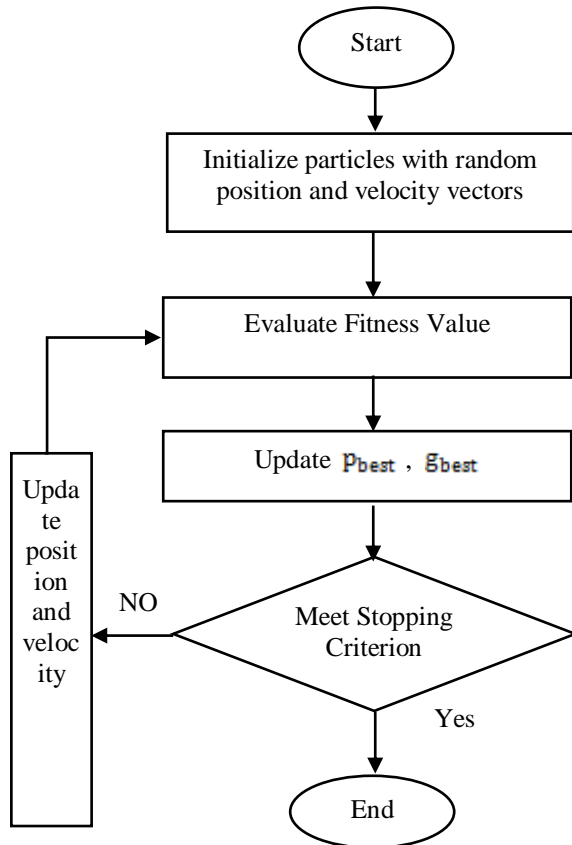 Start
Initialize particles with random
position and velocity vectors
Evaluate Fitness Value
Update pbest , gbest
Upda
te
posit
ion
and
veloc
ity
NO
Meet Stopping
Criterion
Yes
End